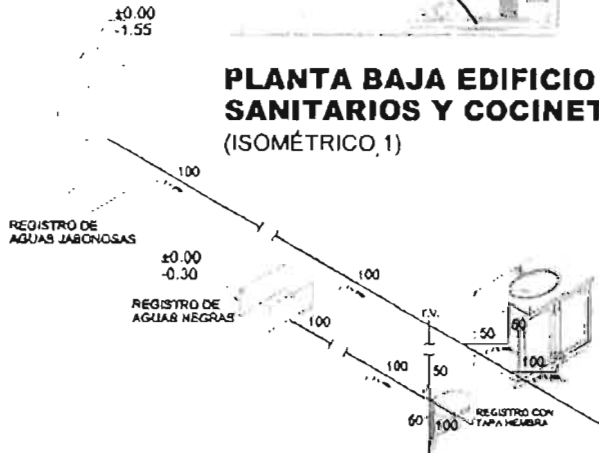 ±0.00
-1.55
PLANTA BAJA EDIFICIO
SANITARIOS Y COCINET
(ISOMÉTRICO 1)
100
REGISTRO DE
AGUAS JABONOSAS
±0.00
-0.30
100
REGISTRO DE
AGUAS NEGRAS
100
r.v.
50
50
100
100
50
REGISTRO CON
TAPA HEMBRA
50
100